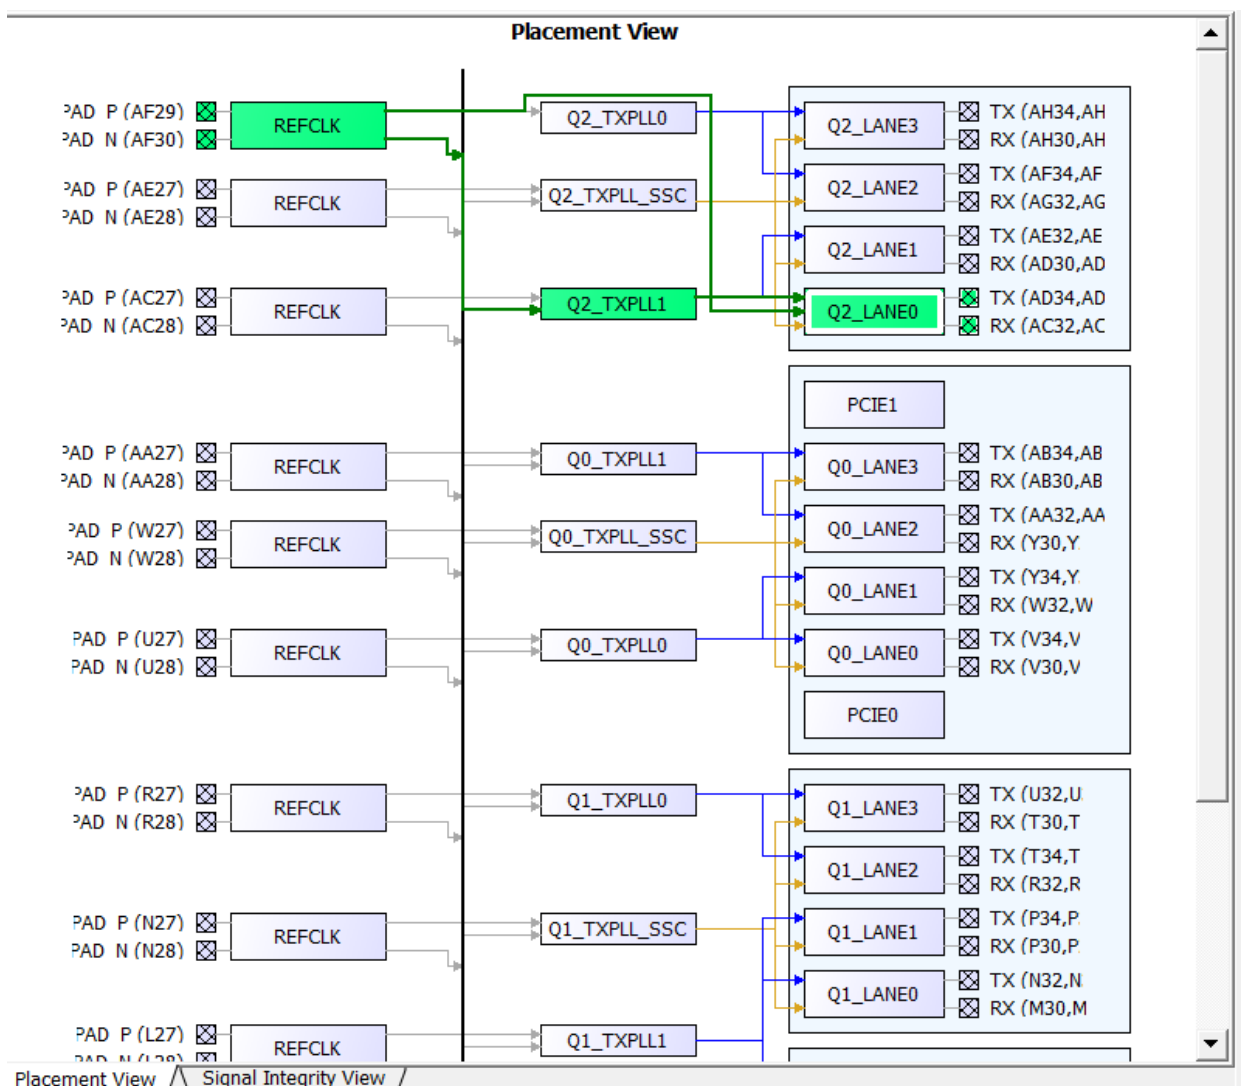 Placement View
PAD P (AF29)
PAD N (AF30)
REFCLK
Q2_TXPLL0
Q2_LANE3
TX (AH34,AH
RX (AH30,AH
PAD P (AE27)
PAD N (AE28)
REFCLK
Q2_TXPLL_SSC
Q2_LANE2
TX (AF34,AF
RX (AG32,AG
Q2_LANE1
TX (AE32,AE
RX (AD30,AD
PAD P (AC27)
PAD N (AC28)
REFCLK
Q2_TXPLL1
Q2_LANE0
TX (AD34,AD
RX (AC32,AC
PCIE1
PAD P (AA27)
PAD N (AA28)
REFCLK
Q0_TXPLL1
Q0_LANE3
TX (AB34,AB
RX (AB30,AB
PAD P (W27)
PAD N (W28)
REFCLK
Q0_TXPLL_SSC
Q0_LANE2
TX (AA32,AA
RX (Y30,Y
Q0_LANE1
TX (Y34,Y
RX (W32,W
PAD P (U27)
PAD N (U28)
REFCLK
Q0_TXPLL0
Q0_LANE0
TX (V34,V
RX (V30,V
PCIE0
PAD P (R27)
PAD N (R28)
REFCLK
Q1_TXPLL0
Q1_LANE3
TX (U32,U
RX (T30,T
Q1_LANE2
TX (T34,T
RX (R32,R
PAD P (N27)
PAD N (N28)
REFCLK
Q1_TXPLL_SSC
Q1_LANE1
TX (P34,P
RX (P30,P
Q1_LANE0
TX (N32,N
RX (M30,M
PAD P (L27)
PAD N (L28)
REFCLK
Q1_TXPLL1
Placement View
Signal Integrity View